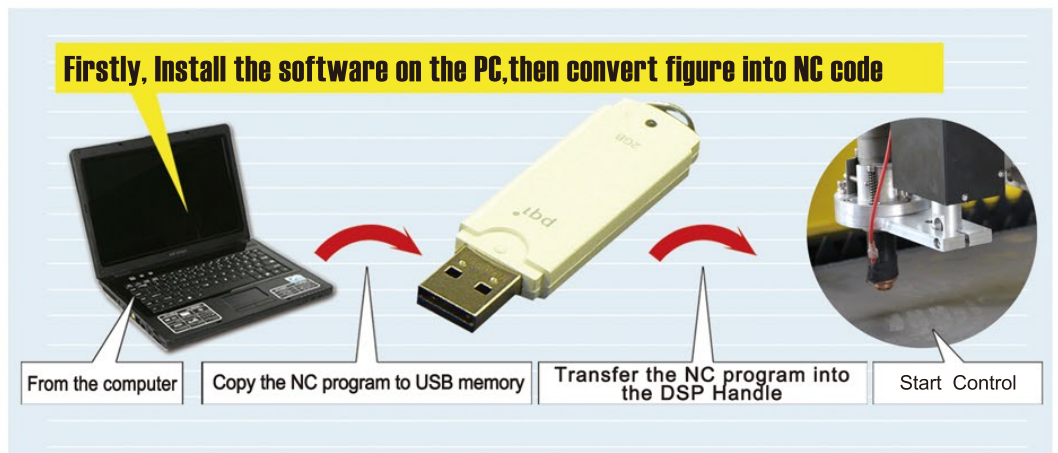 Firstly, Install the software on the PC,then convert figure into NC code
2GB
pqi
From the computer
Copy the NC program to USB memory
Transfer the NC program into
the DSP Handle
Start Control